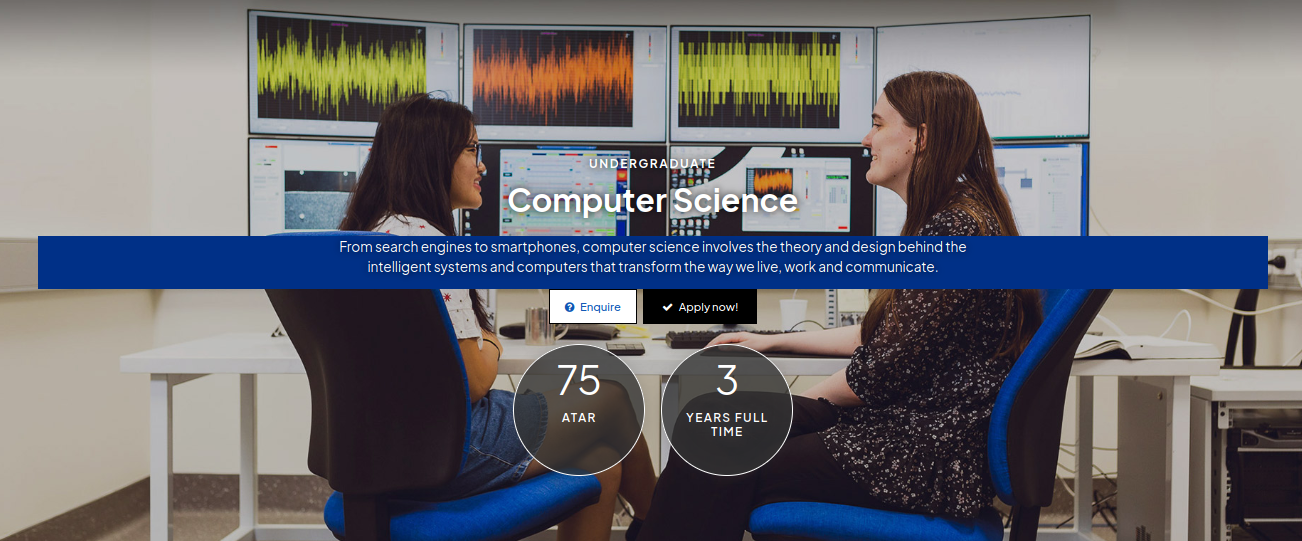 UNDERGRADUATE
Computer Science
From search engines to smartphones, computer science involves the theory and design behind the
intelligent systems and computers that transform the way we live, work and communicate.
Enquire
Apply now!
75
ATAR
3
YEARS FULL
TIME